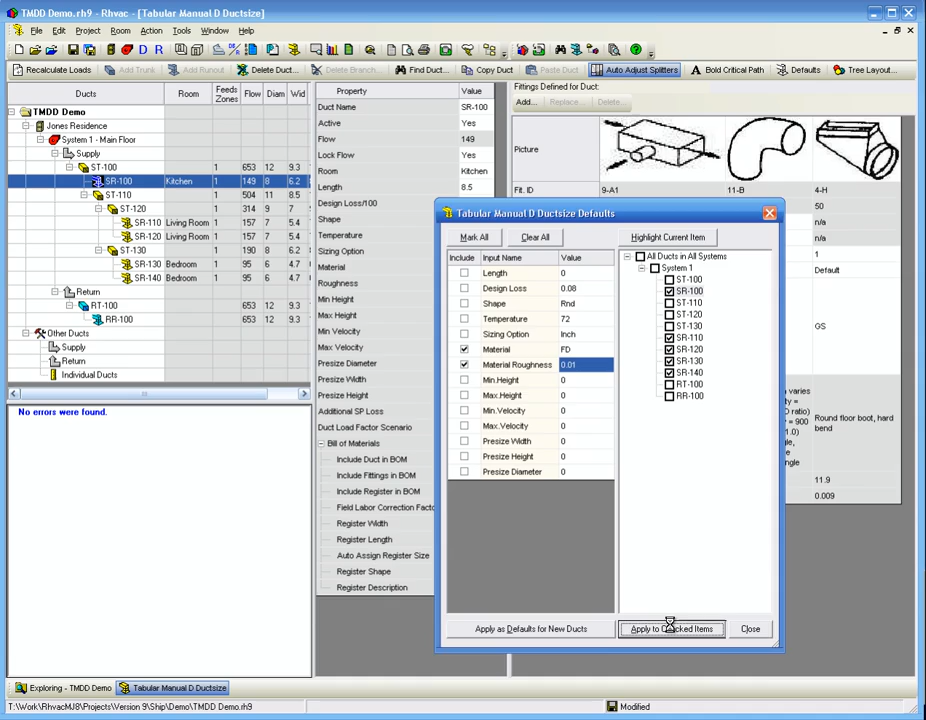 TMDD Demo.rh9 - Rhvac - [Tabular Manual D Ductsize]
File Edit Project Room Action Tools Window Help
Recalculate Loads Add Trunk Add Runout Delete Duct... Delete Branch... Find Duct... Copy Duct Paste Duct Auto Adjust Splitters Bold Critical Path Defaults Tree Layout...
Ducts Room Feeds Zones Flow Diam Wid
TMDD Demo
Jones Residence
System 1 - Main Floor
Supply
ST-100 1 653 12 9.3
SR-100 Kitchen 1 149 8 6.2
ST-110 1 504 11 8.5
ST-120 1 314 9 7
SR-110 Living Room 1 157 7 5.4
SR-120 Living Room 1 157 7 5.4
ST-130 1 190 8 6
SR-130 Bedroom 1 95 6 4.7
SR-140 Bedroom 1 95 6 4.7
Return
RT-100 1 653 12 9.3
RR-100 653 12 9.3
Other Ducts
Supply
Return
Individual Ducts
No errors were found.
Property Value
Duct Name SR-100
Active Yes
Flow 149
Lock Flow Yes
Room Kitchen
Length 8.5
Design Loss/100
Shape
Temperature
Sizing Option
Material
Roughness
Min Height
Max Height
Min Velocity
Max Velocity
Presize Diameter
Presize Width
Presize Height
Additional SP Loss
Duct Load Factor Scenario
Bill of Materials
Include Duct in BOM
Include Fittings in BOM
Include Register in BOM
Field Labor Correction Facto
Register Width
Register Length
Auto Assign Register Size
Register Shape
Register Description
Fittings Defined for Duct:
Add... Replace... Delete...
Picture
Fit. ID 9-A1 11-B 4-H
50
n/a
n/a
1
Default
GS
varies
y =
D ratio)
= 900
1.0)
ngle,
e,
ngle
Round floor boot, hard
bend
11.9
0.009
Tabular Manual D Ductsize Defaults
Mark All Clear All Highlight Current Item
Include Input Name Value
Length 0
Design Loss 0.08
Shape Rnd
Temperature 72
Sizing Option Inch
Material FD
Material Roughness 0.01
Min.Height 0
Max.Height 0
Min.Velocity 0
Max.Velocity 0
Presize Width 0
Presize Height 0
Presize Diameter 0
All Ducts in All Systems
System 1
ST-100
SR-100
ST-110
ST-120
ST-130
SR-110
SR-120
SR-130
SR-140
RT-100
RR-100
Apply as Defaults for New Ducts Apply to Checked Items Close
Exploring - TMDD Demo Tabular Manual D Ductsize
T:\Work\RhvacMJ8\Projects\Version 9\Ship\Demo\TMDD Demo.rh9 Modified